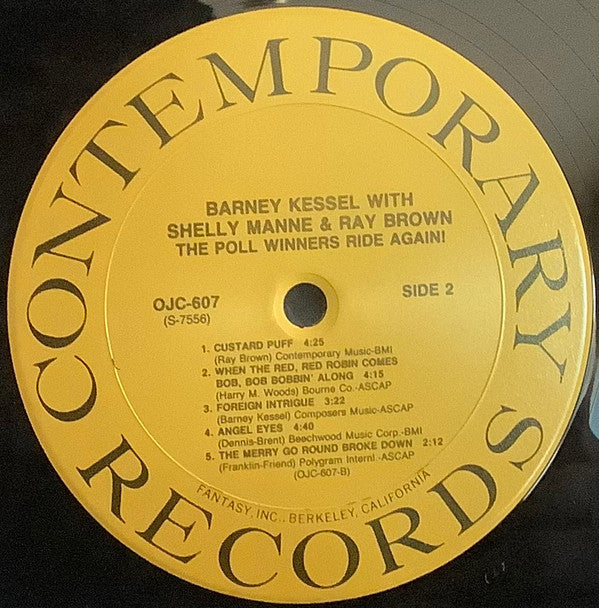 CONTEMPORARY RECORDS
BARNEY KESSEL WITH
SHELLY MANNE & RAY BROWN
THE POLL WINNERS RIDE AGAIN!
OJC-607
(S-7556)
SIDE 2
1. CUSTARD PUFF 4:25
(Ray Brown) Contemporary Music-BMI
2. WHEN THE RED, RED ROBIN COMES
BOB, BOB BOBBIN' ALONG 4:15
(Harry M. Woods) Bourne Co.-ASCAP
3. FOREIGN INTRIGUE 3:22
(Barney Kessel) Composers Music-ASCAP
4. ANGEL EYES 4:40
(Dennis-Brent) Beechwood Music Corp.-BMI
5. THE MERRY GO ROUND BROKE DOWN 2:12
(Franklin-Friend) Polygram Internl.-ASCAP
(OJC-607-B)
FANTASY, INC., BERKELEY, CALIFORNIA